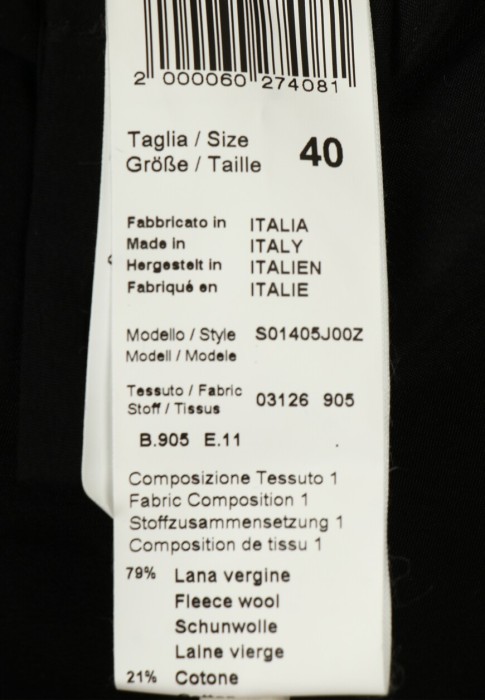 2 000060 274081
Taglia / Size
Größe / Taille 40
Fabbricato in ITALIA
Made in ITALY
Hergestelt in ITALIEN
Fabriqué en ITALIE
Modello / Style S01405J00Z
Modell / Modele
Tessuto / Fabric 03126 905
Stoff / Tissus
B.905 E.11
Composizione Tessuto 1
Fabric Composition 1
Stoffzusammensetzung 1
Composition de tissu 1
79% Lana vergine
Fleece wool
Schunwolle
Laine vierge
21% Cotone